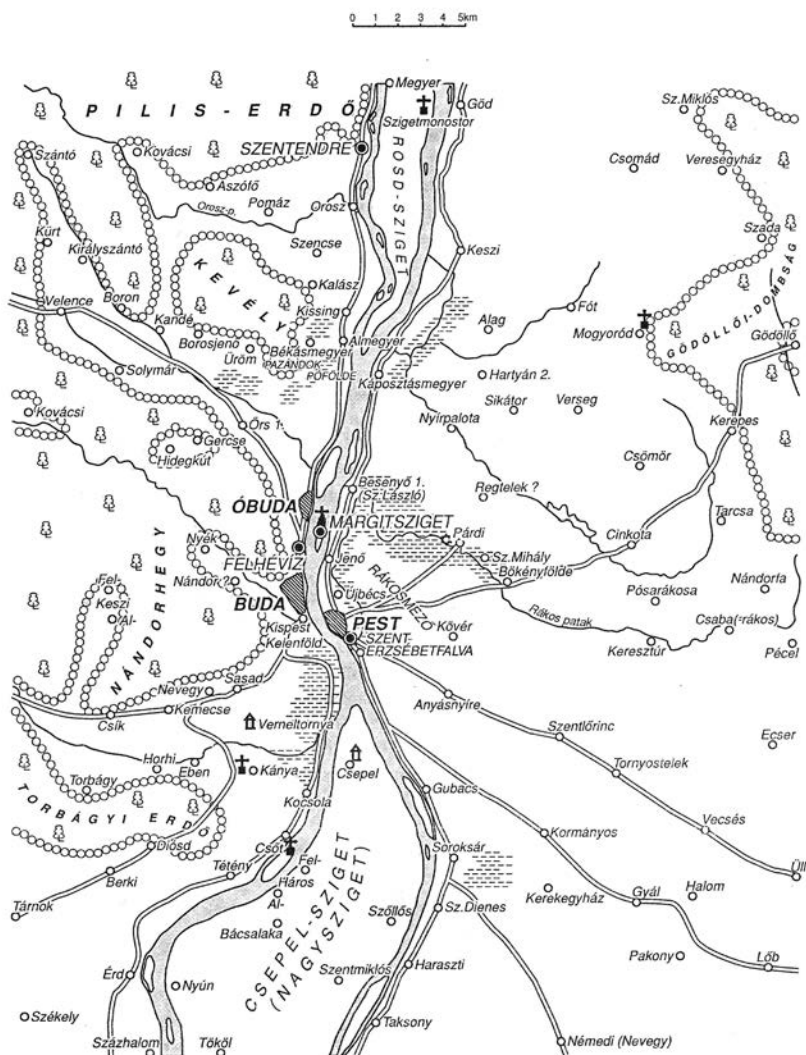 0 1 2 3 4 5km
Megyer
PILIS-ERDŐ
Szigetmonostor
Göd
Sz.Miklós
SZENTENDRE
Szántó
Kovácsi
Csomád
Veresegyház
Aszófő
ROSD-SZIGET
Pomáz
Orosz-p.
Orosz
Kürt
Királyszántó
Szencse
Keszi
Szada
KEVÉLY
Kalász
GÖDÖLLŐI-DOMBSÁG
Velence
Boron
Kandé
Kissing
Fót
Borosjenő
Alag
Mogyoród
Gödöllő
Üröm
Békásmegyer
Almegyer
PAZANDOK
PÓFÖLDE
Solymár
Káposztásmegyer
Hartyán 2.
Sikátor
Verseg
Kovácsi
Nyírpalota
Kerepes
Örs 1.
Gercse
Hidegkút
Csömör
Besenyő 1.
(Sz.László)
Regtelek ?
ÓBUDA
MARGITSZIGET
Tarcsa
Párdi
Cinkota
Nyék
FELHÉVÍZ
Jenő
Sz.Mihály
Bökényfölde
Nándor ?
Fel-
Keszi
Al-
RÁKOSMEZŐ
Újbécs
Pósarákosa
Nándorfa
BUDA
NÁNDORHEGY
Kispest
PEST
Kövér
Rákos patak
Csaba(-rákos)
Kelenföld
SZENT-
ERZSÉBETFALVA
Keresztúr
Pécel
Sasad
Nevegy
Anyásnyíre
Kemecse
Csík
Verneltornya
Szentlőrinc
Ecser
Horhi
Eben
Kánya
Csepel
Tornyostelek
Torbágy
TORBÁGYI ERDŐ
Kocsola
Gubacs
Vecsés
Diósd
Csőt
Soroksár
Kormányos
Berki
Tétény
Fel-
Háros
Al-
Üll
Kerekegyház
Gyál
Halom
Tárnok
Szőllős
Sz.Dienes
Bácsalaka
CSEPEL-SZIGET
(NAGYSZIGET)
Érd
Nyún
Szentmiklós
Haraszti
Pakony
Lőb
Székely
Taksony
Százhalom
Tököl
Némedi (Nevegy)